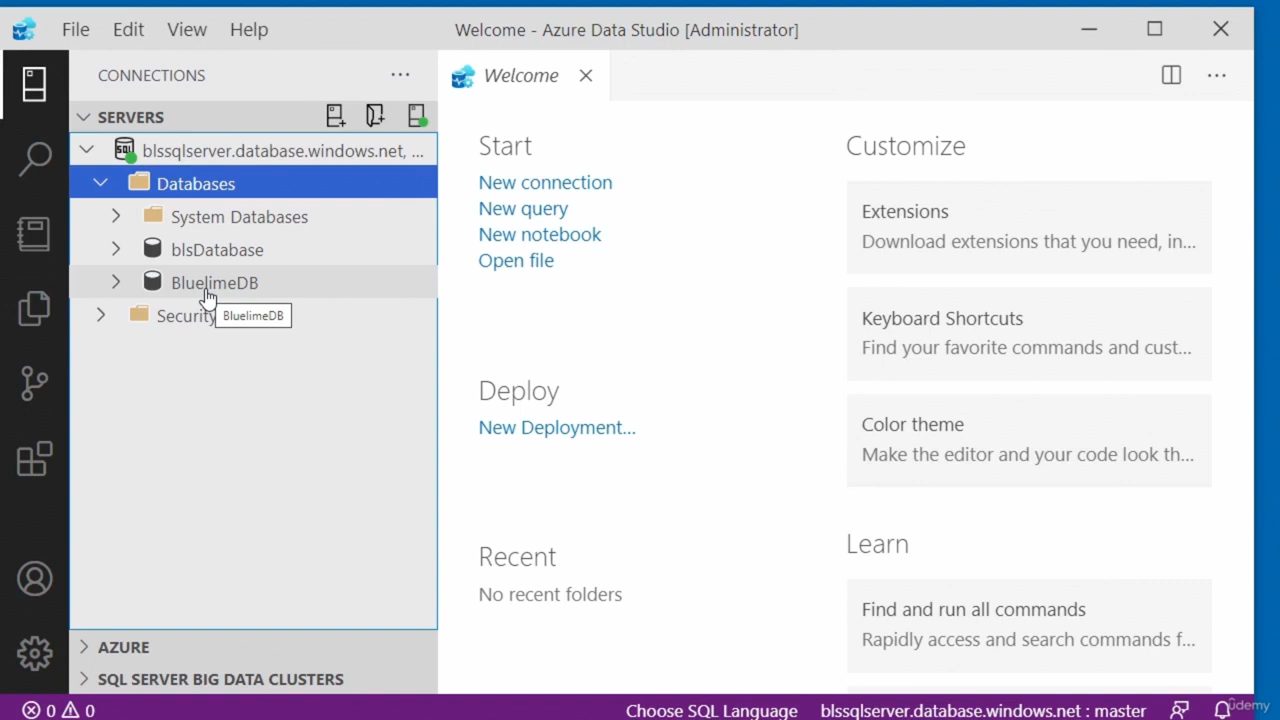 File Edit View Help Welcome - Azure Data Studio [Administrator]
CONNECTIONS
Welcome
SERVERS
SQL blssqlserver.database.windows.net, ...
Databases
System Databases
blsDatabase
BluelimeDB
Security
BluelimeDB
AZURE
SQL SERVER BIG DATA CLUSTERS
Start
New connection
New query
New notebook
Open file
Deploy
New Deployment...
Recent
No recent folders
Customize
Extensions
Download extensions that you need, in...
Keyboard Shortcuts
Find your favorite commands and cust...
Color theme
Make the editor and your code look th...
Learn
Find and run all commands
Rapidly access and search commands f...
0 0 Choose SQL Language blssqlserver.database.windows.net : master
udemy